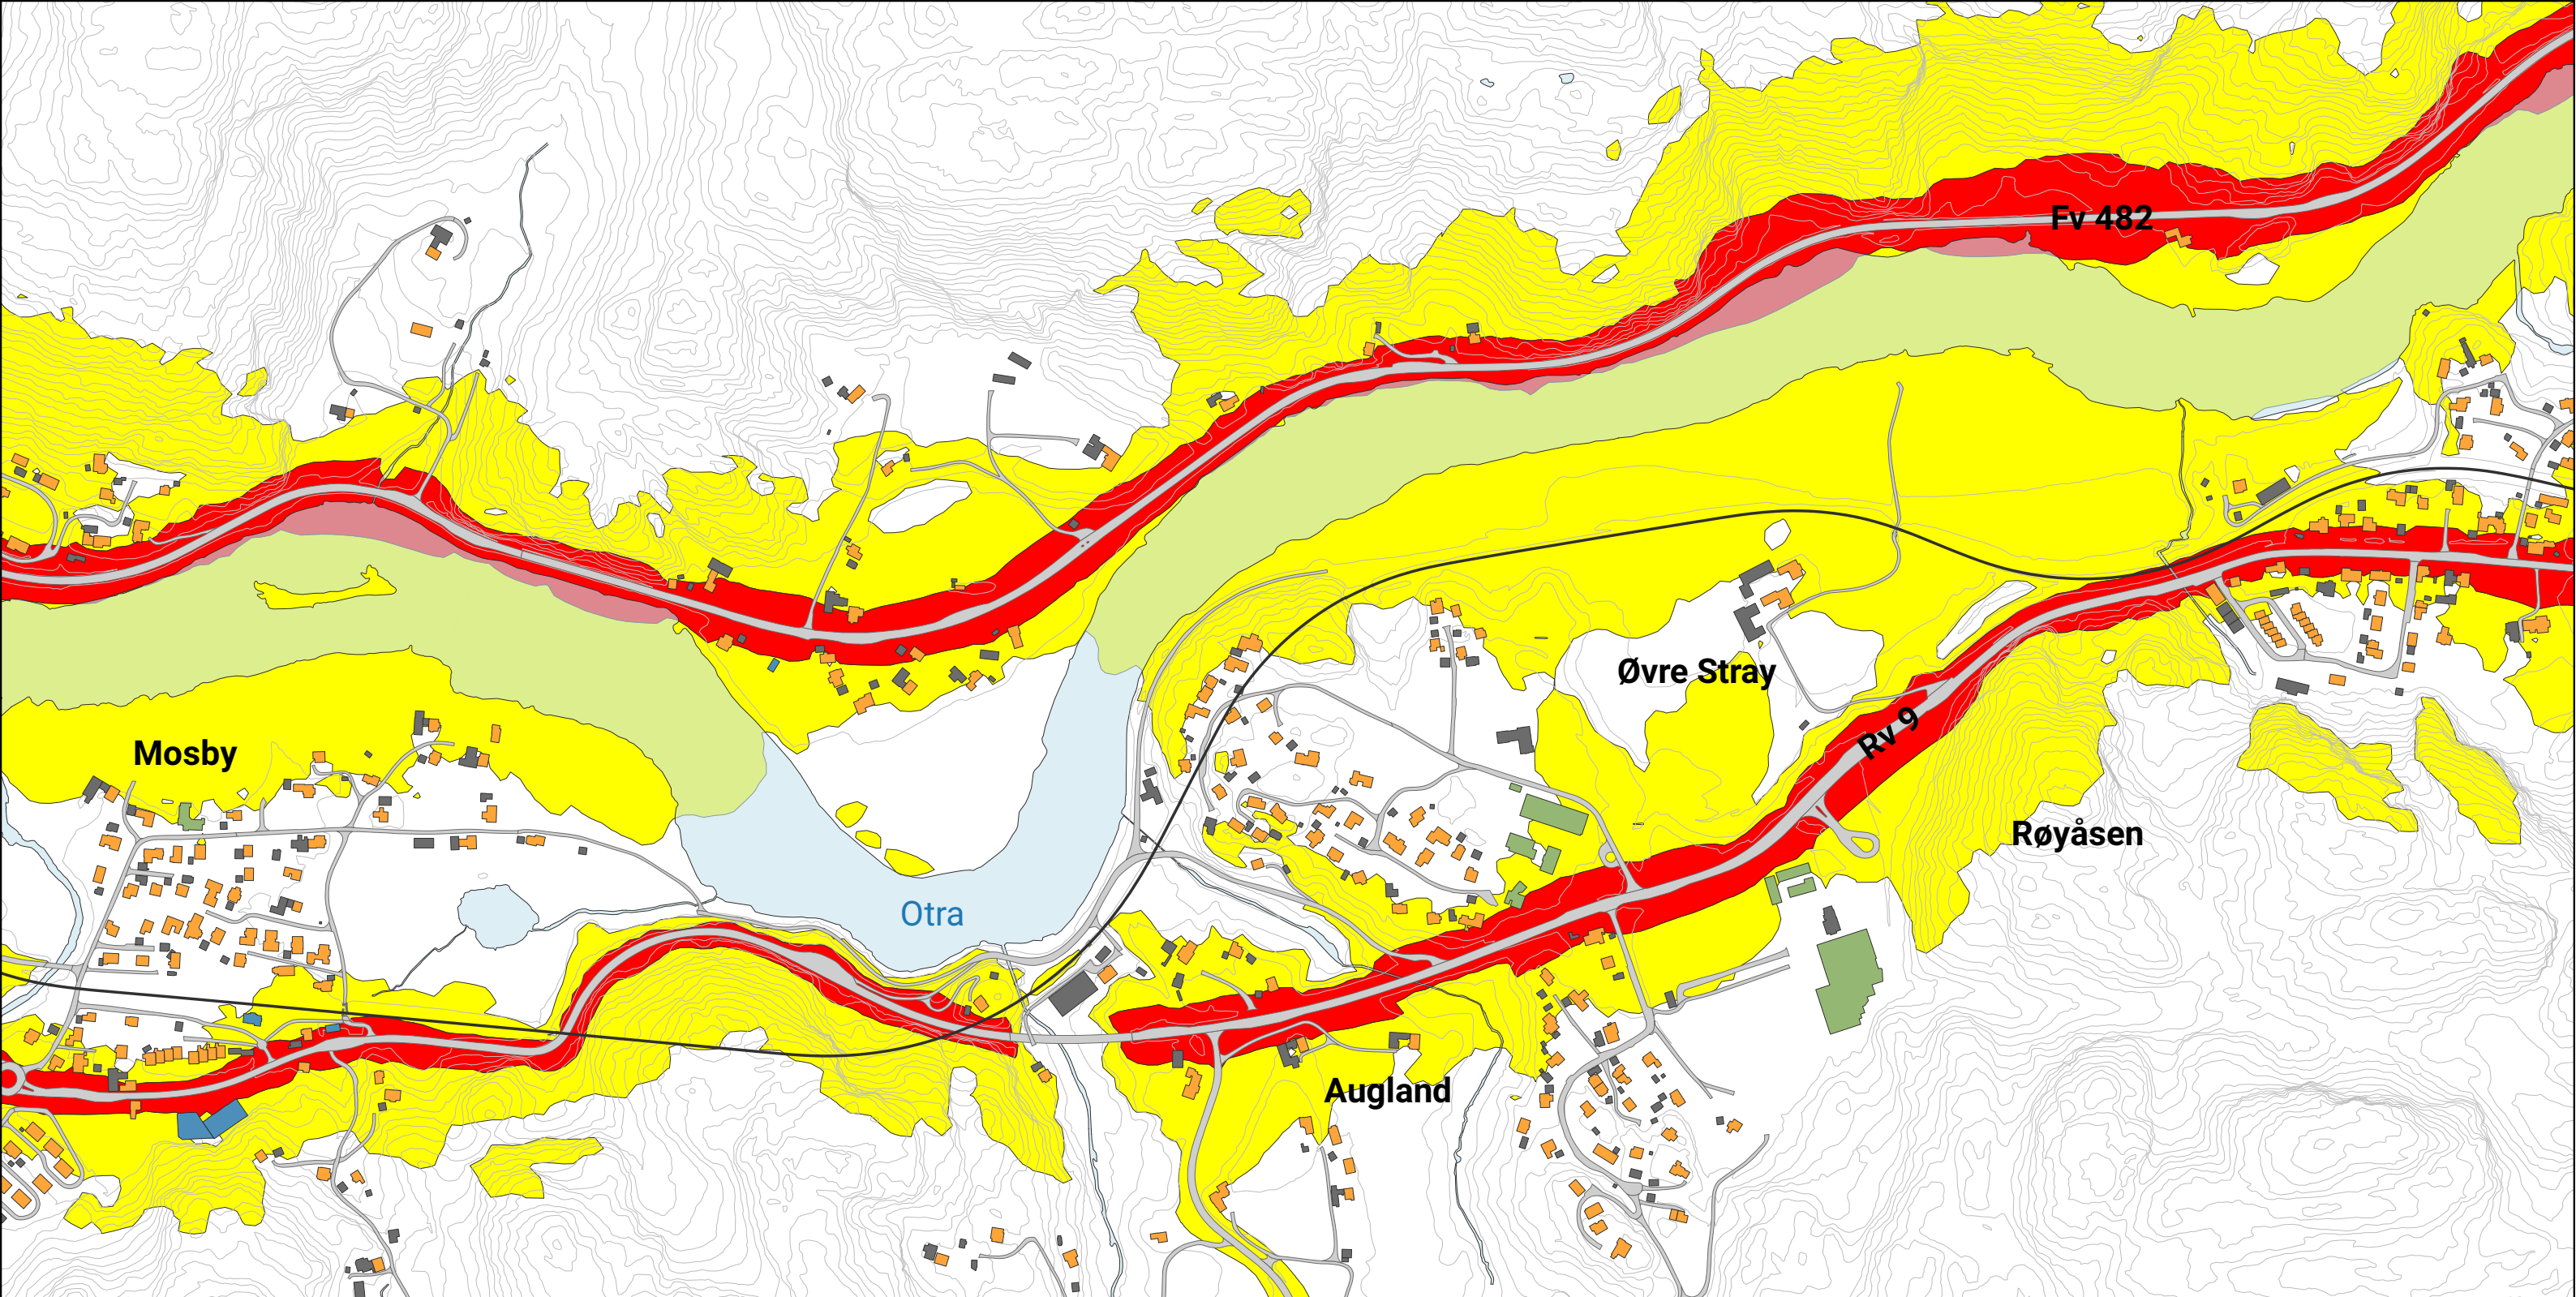 Fv 482
Øvre Stray
Rv 9
Mosby
Røyåsen
Otra
Augland